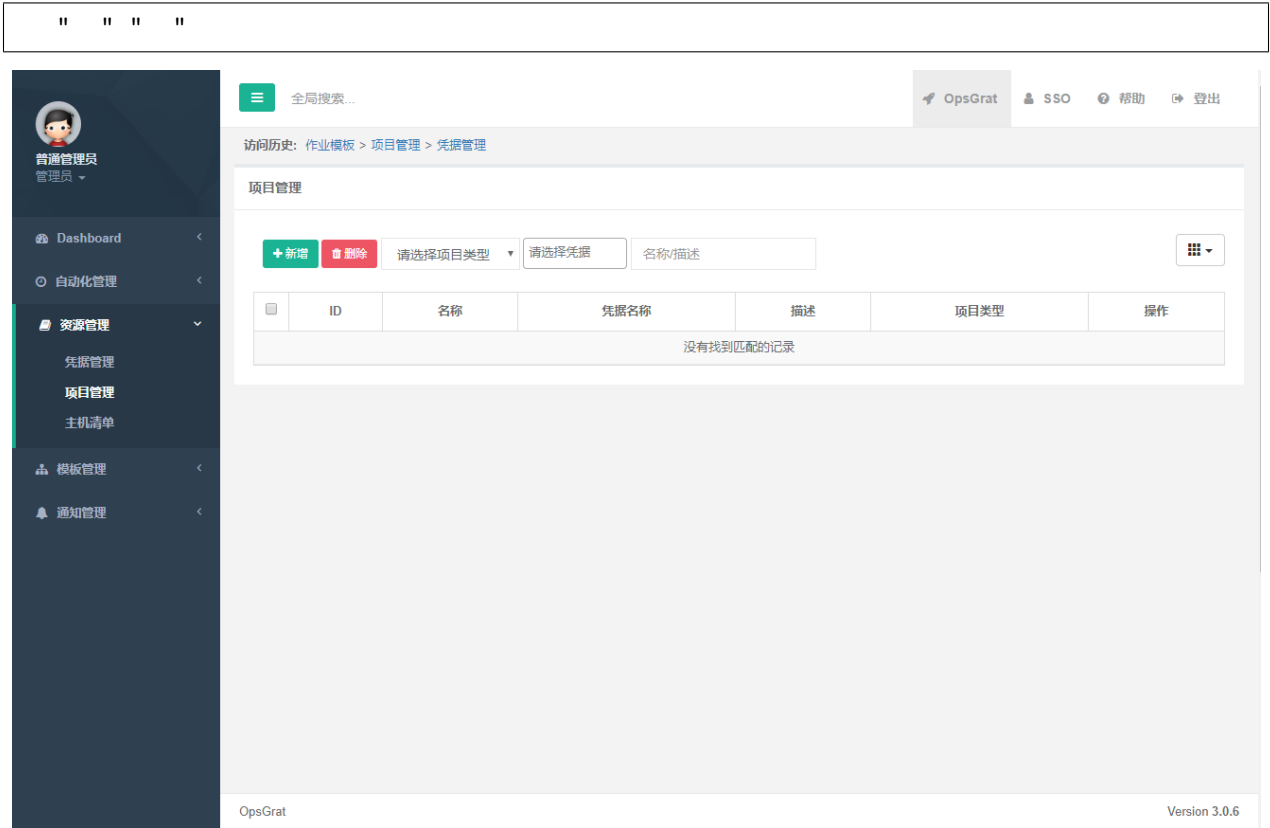 " " " "
全局搜索...
OpsGrat SSO 帮助 登出
普通管理员
管理员
访问历史: 作业模板 > 项目管理 > 凭据管理
项目管理
Dashboard
自动化管理
资源管理
凭据管理
项目管理
主机清单
模板管理
通知管理
新增 删除 请选择项目类型 请选择凭据 名称/描述
ID 名称 凭据名称 描述 项目类型 操作
没有找到匹配的记录
OpsGrat Version 3.0.6